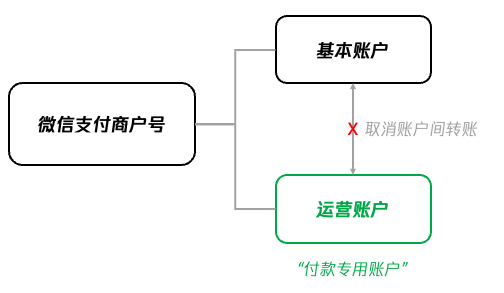 基本账户
微信支付商户号
X 取消账户间转账
运营账户
“付款专用账户”